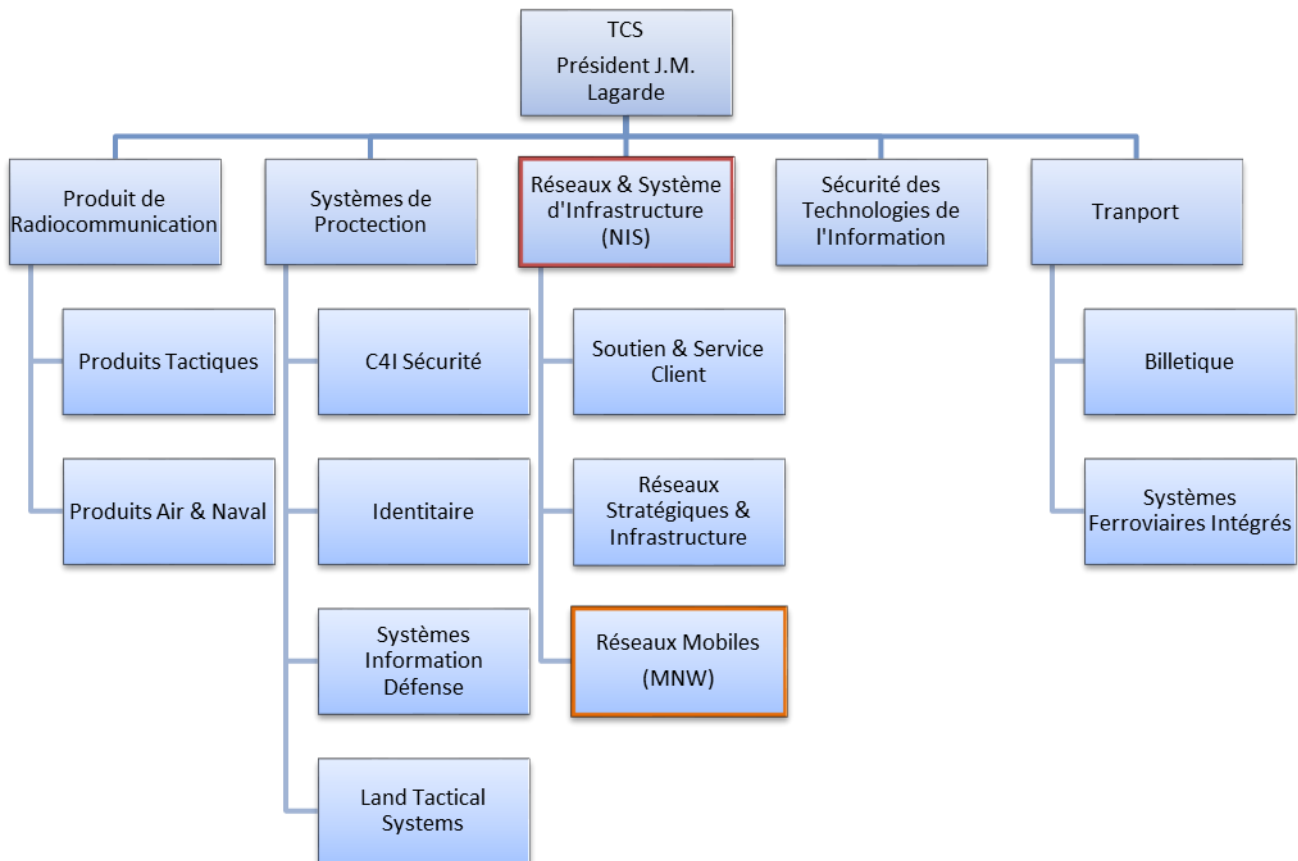 TCS
Président J.M.
Lagarde
Produit de
Radiocommunication
Systèmes de
Proctection
Réseaux & Système
d'Infrastructure
(NIS)
Sécurité des
Technologies de
l'Information
Tranport
Produits Tactiques
C4I Sécurité
Soutien & Service
Client
Billetique
Produits Air & Naval
Identitaire
Réseaux
Stratégiques &
Infrastructure
Systèmes
Ferroviaires Intégrés
Systèmes
Information
Défense
Réseaux Mobiles
(MNW)
Land Tactical
Systems